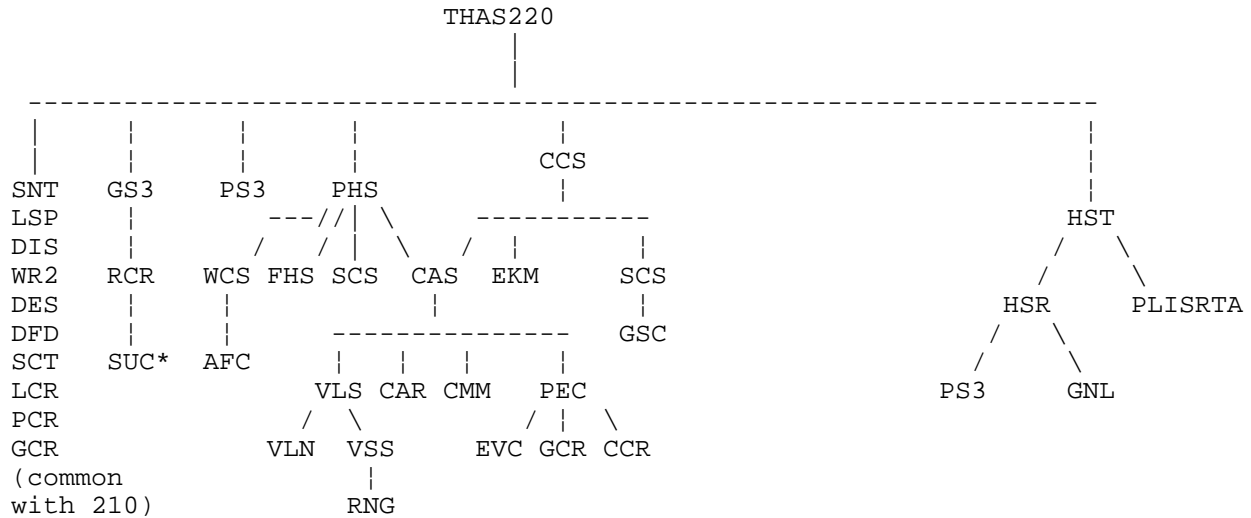 THAS220
CCS
SNT GS3 PS3 PHS
LSP HST
DIS
WR2 RCR WCS FHS SCS CAS EKM SCS
DES HSR PLISRTA
DFD GSC
SCT SUC* AFC
LCR VLS CAR CMM PEC PS3 GNL
PCR
GCR VLN VSS EVC GCR CCR
(common
with 210) RNG